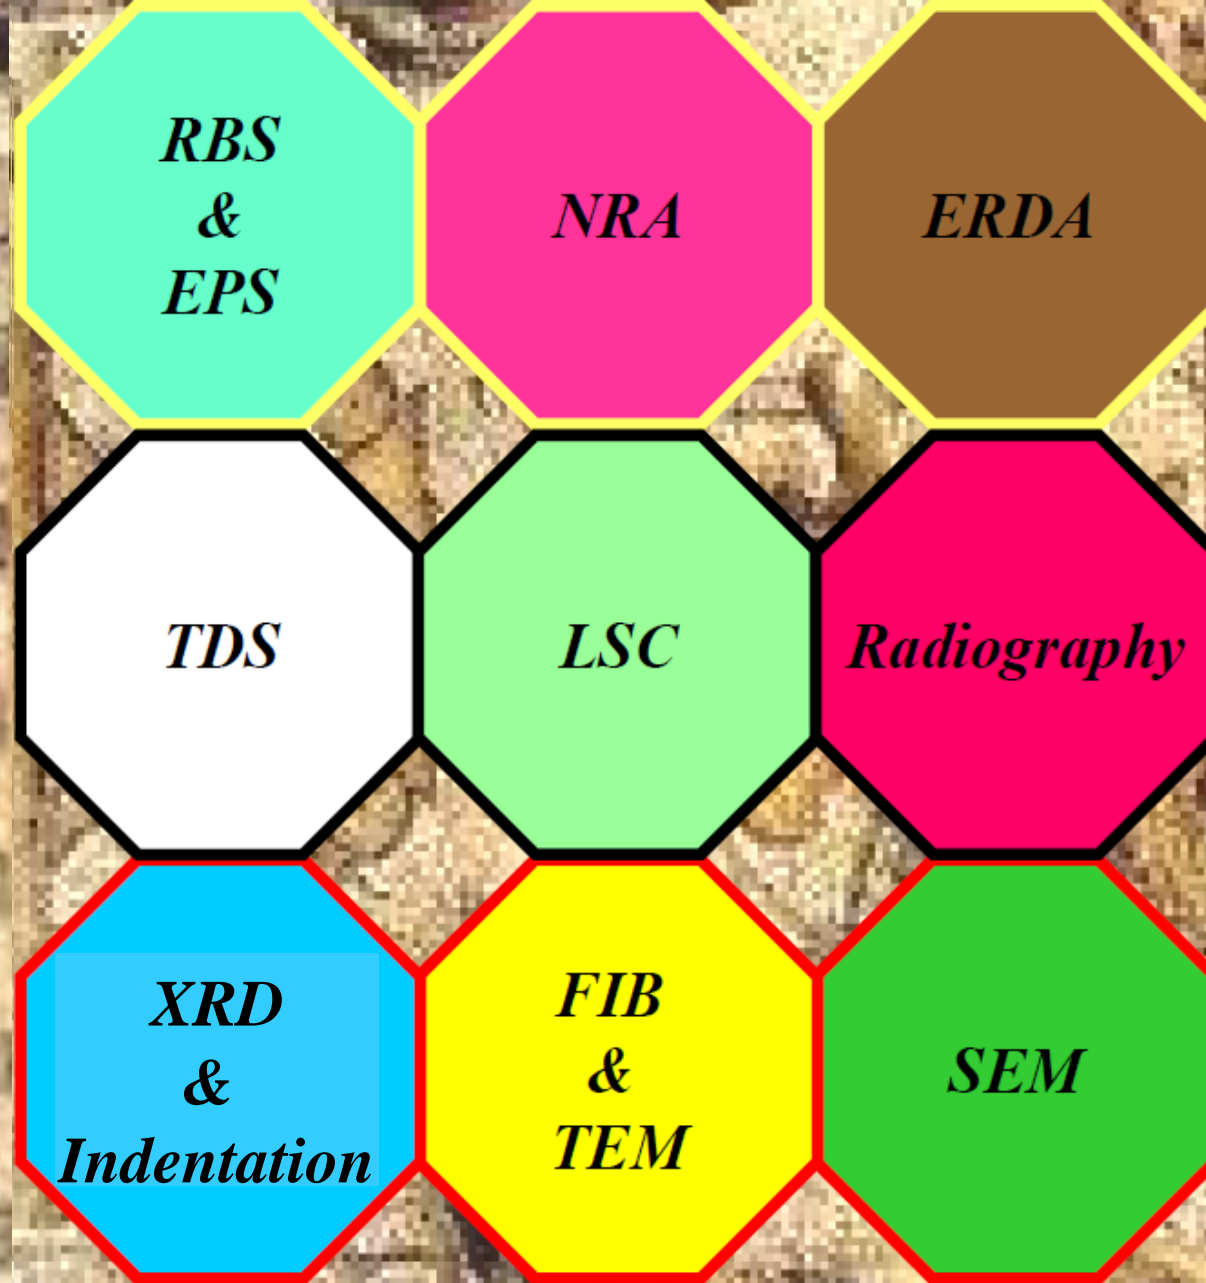 RBS
&
EPS
NRA
ERDA
TDS
LSC
Radiography
XRD
&
Indentation
FIB
&
TEM
SEM